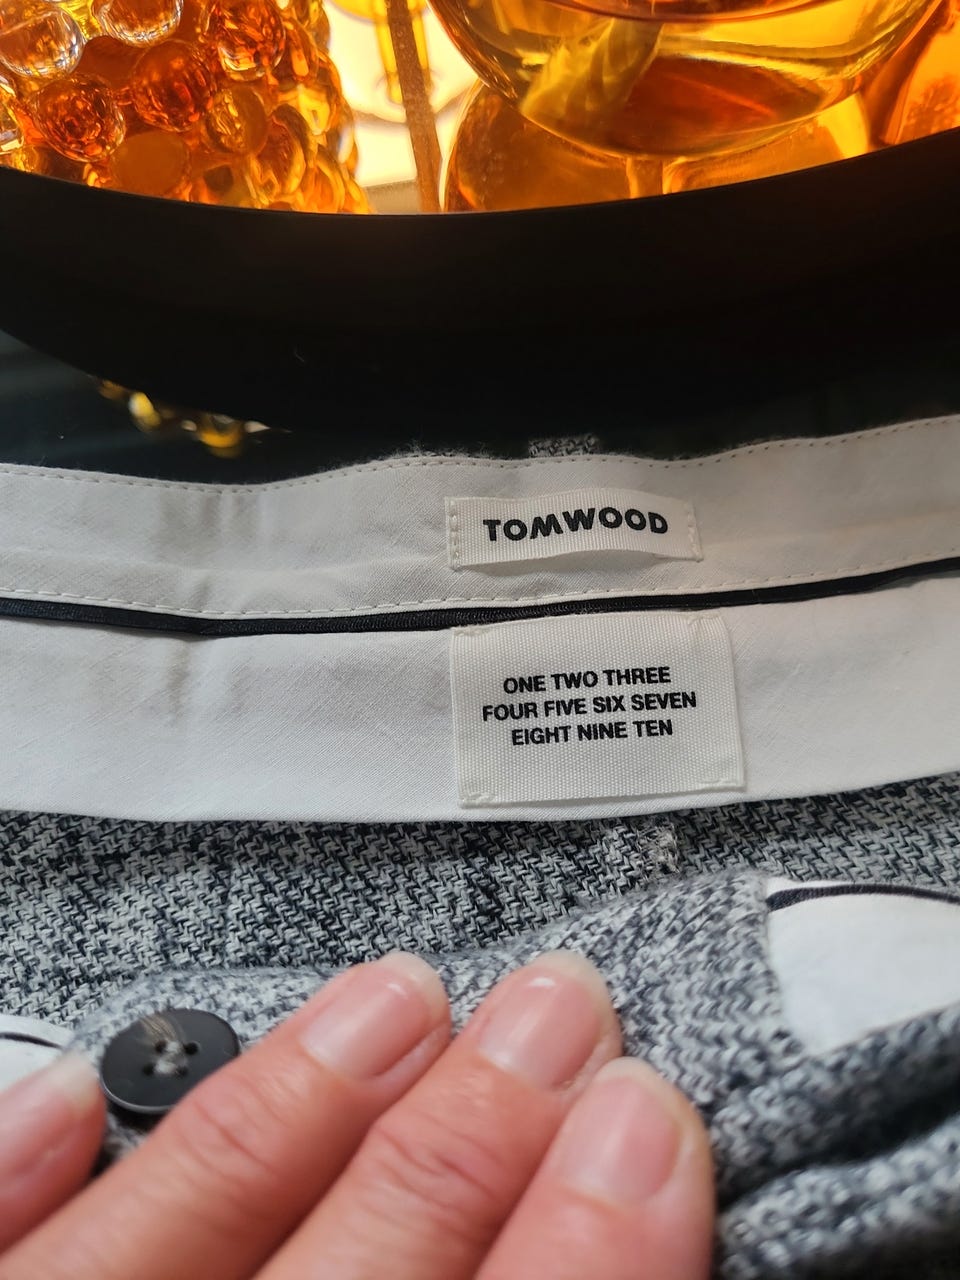 TOMWOOD
ONE TWO THREE
FOUR FIVE SIX SEVEN
EIGHT NINE TEN